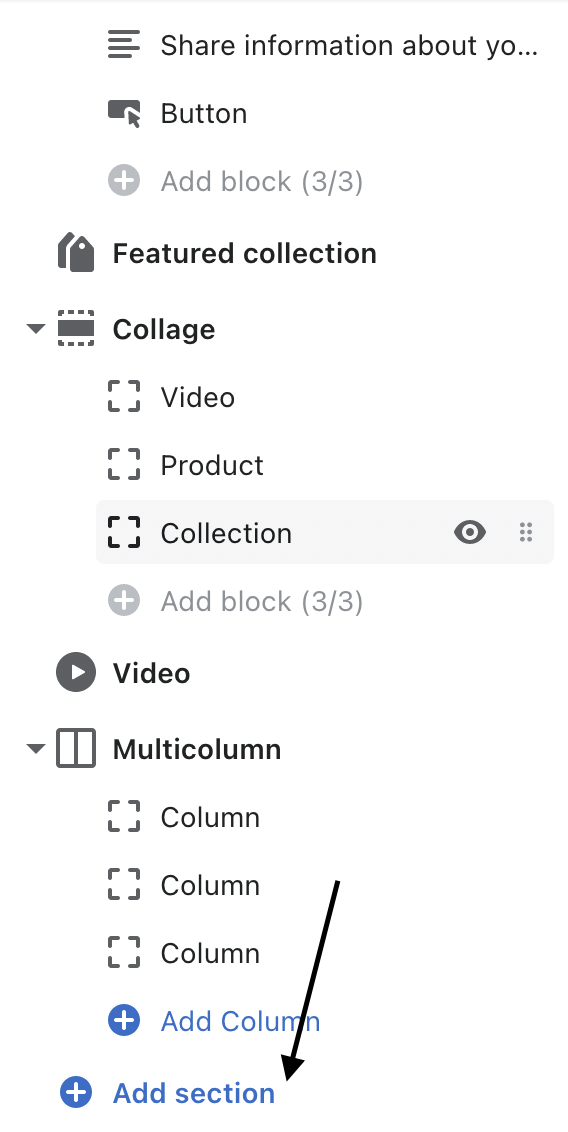 Share information about yo...
Button
Add block (3/3)
Featured collection
Collage
Video
Product
Collection
Add block (3/3)
Video
Multicolumn
Column
Column
Column
Add Column
Add section